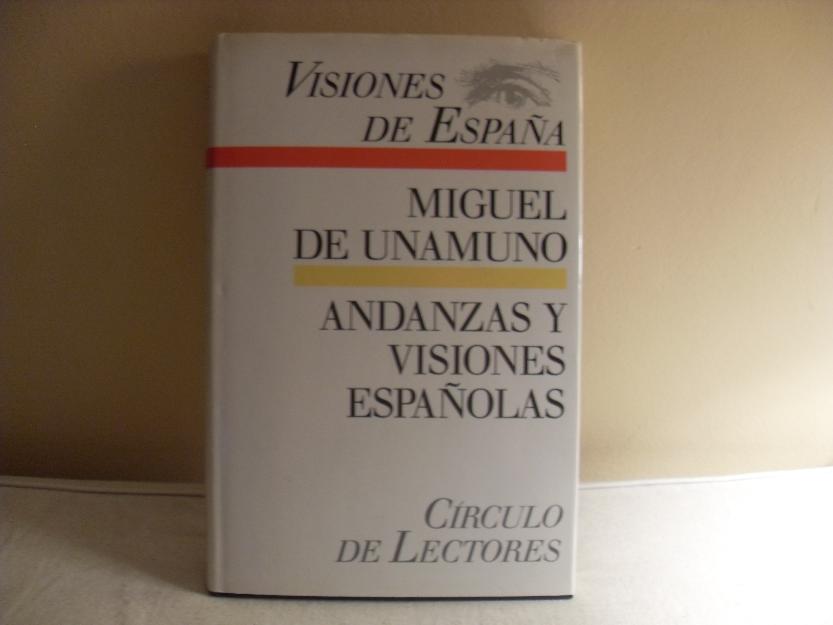 VISIONES
DE ESPAÑA
MIGUEL
DE UNAMUNO
ANDANZAS Y
VISIONES
ESPAÑOLAS
CÍRCULO
DE LECTORES